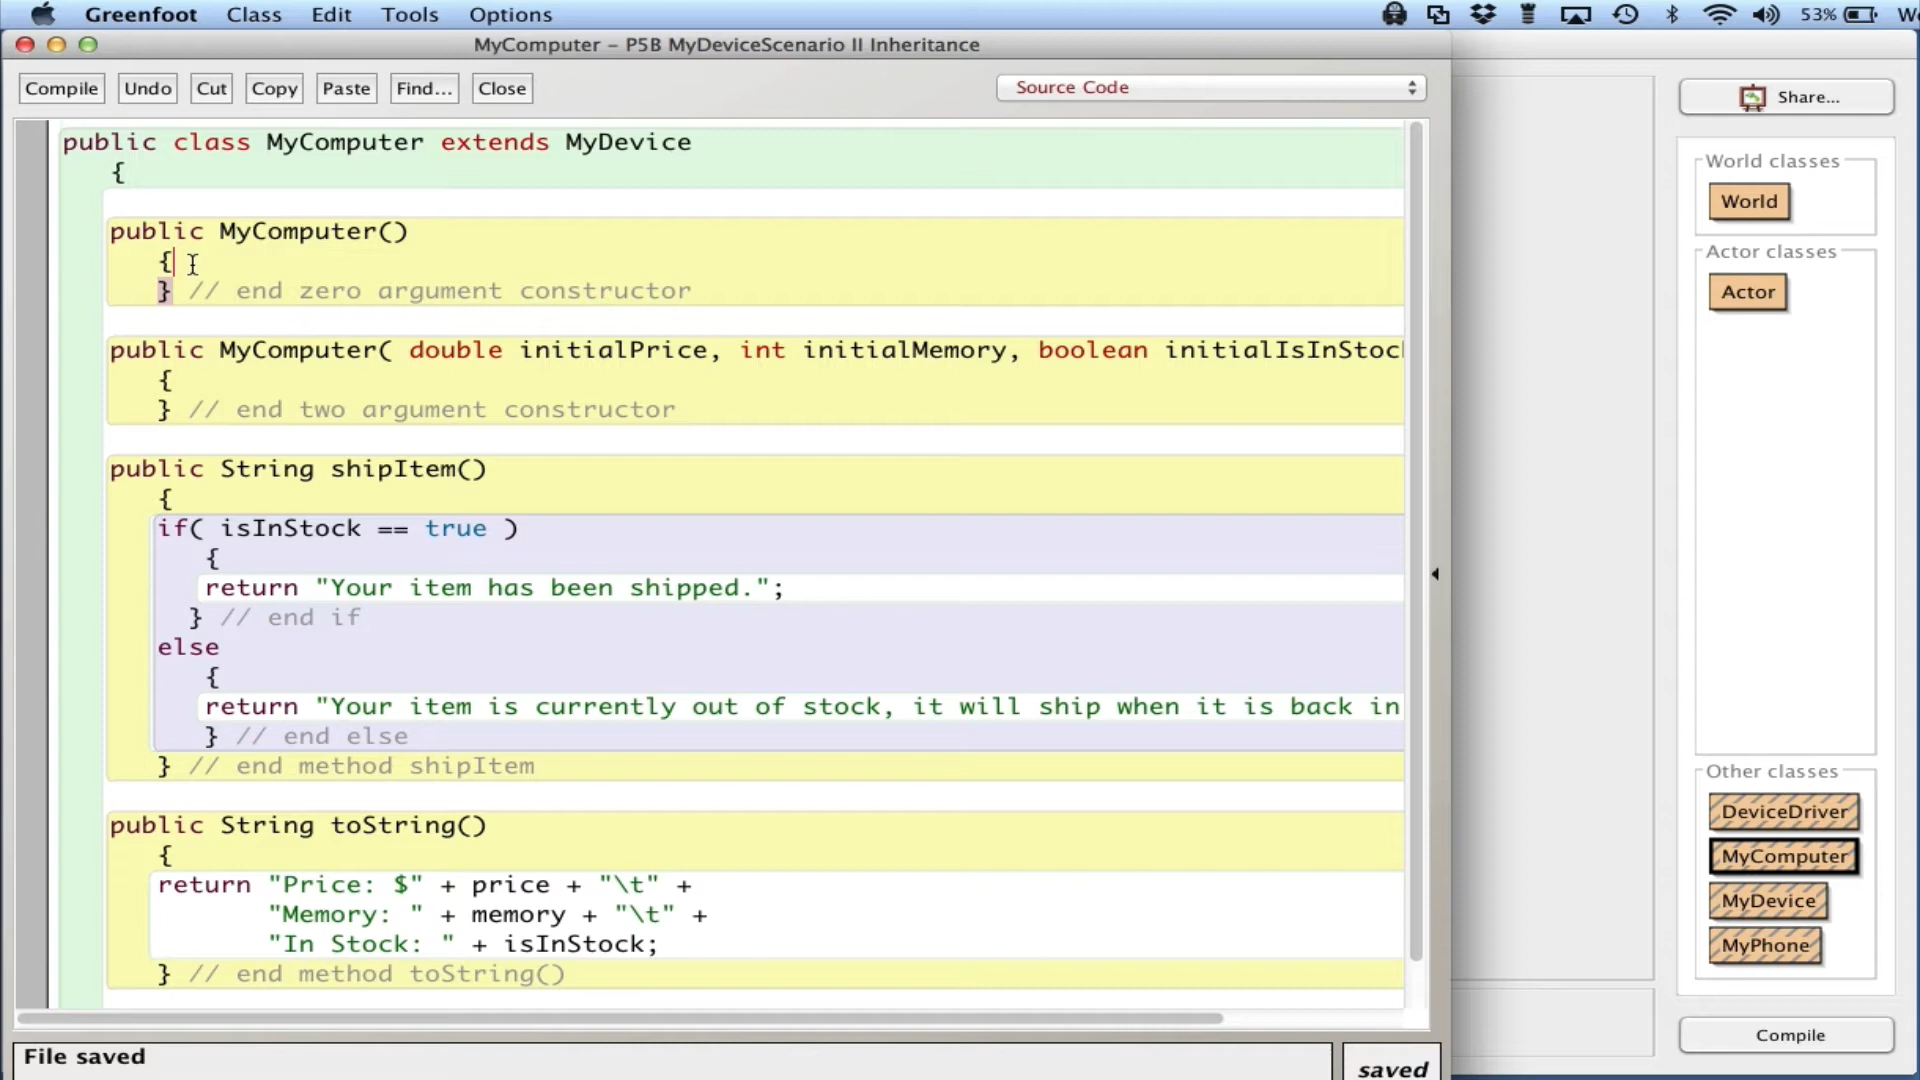 Greenfoot Class Edit Tools Options 53%
MyComputer – P5B MyDeviceScenario II Inheritance
Compile Undo Cut Copy Paste Find... Close Source Code
Share...
public class MyComputer extends MyDevice
{
public MyComputer()
{
} // end zero argument constructor
public MyComputer( double initialPrice, int initialMemory, boolean initialIsInStoc
{
} // end two argument constructor
public String shipItem()
{
if( isInStock == true )
{
return "Your item has been shipped.";
} // end if
else
{
return "Your item is currently out of stock, it will ship when it is back in
} // end else
} // end method shipItem
public String toString()
{
return "Price: $" + price + "\t" +
"Memory: " + memory + "\t" +
"In Stock: " + isInStock;
} // end method toString()
World classes
World
Actor classes
Actor
Other classes
DeviceDriver
MyComputer
MyDevice
MyPhone
Compile
File saved
saved